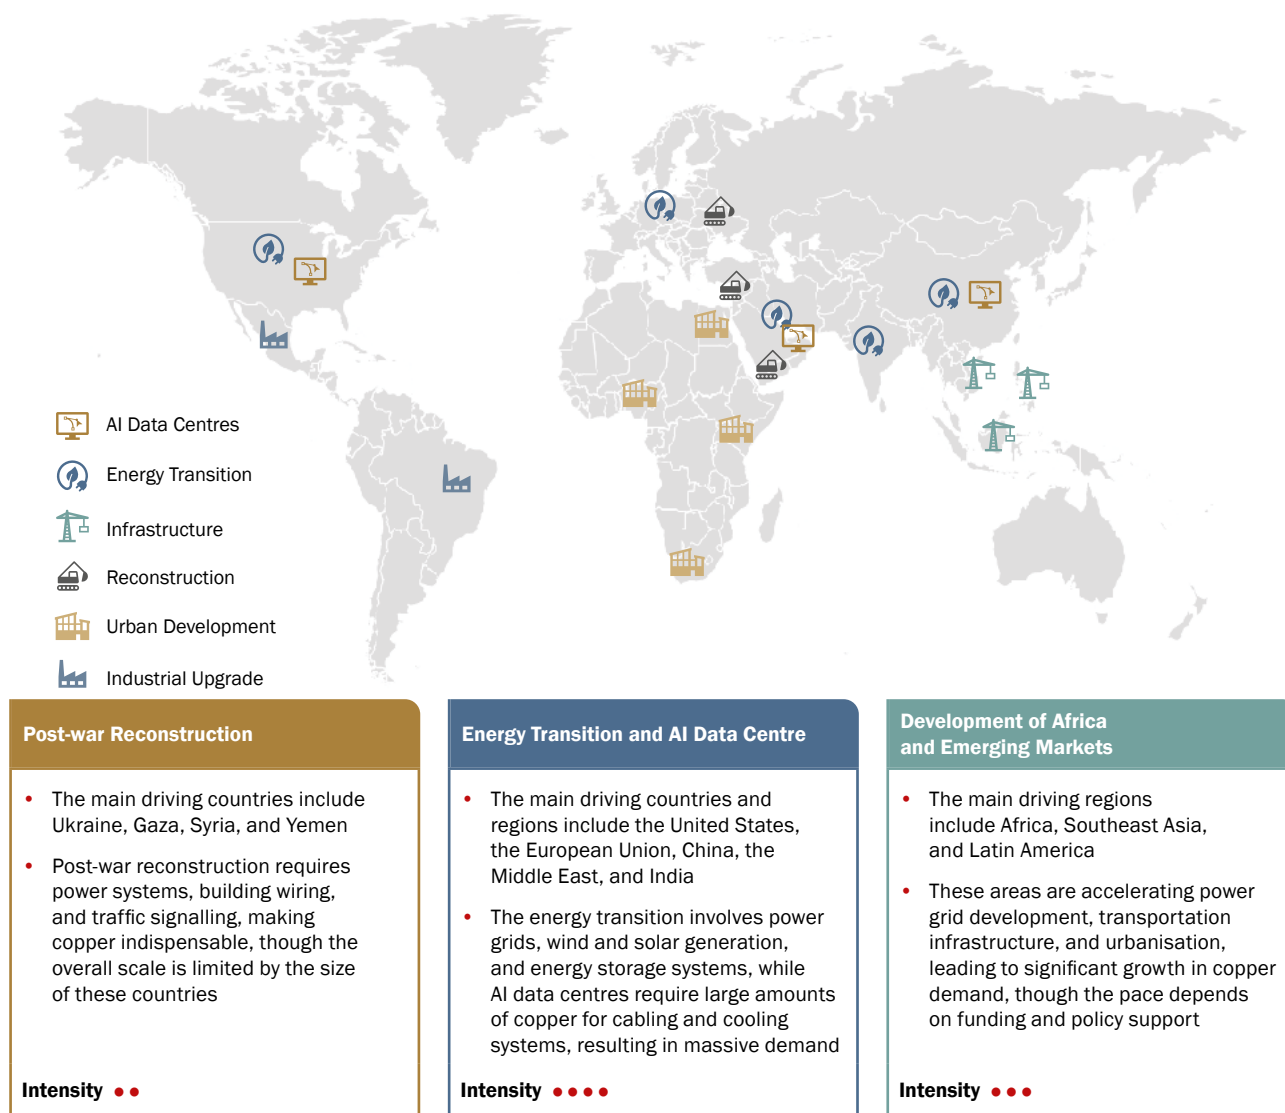 AI Data Centres
Energy Transition
Infrastructure
Reconstruction
Urban Development
Industrial Upgrade
Post-war Reconstruction
• The main driving countries include
Ukraine, Gaza, Syria, and Yemen
• Post-war reconstruction requires
power systems, building wiring,
and traffic signalling, making
copper indispensable, though the
overall scale is limited by the size
of these countries
Intensity
Energy Transition and AI Data Centre
• The main driving countries and
regions include the United States,
the European Union, China, the
Middle East, and India
• The energy transition involves power
grids, wind and solar generation,
and energy storage systems, while
AI data centres require large amounts
of copper for cabling and cooling
systems, resulting in massive demand
Intensity
Development of Africa
and Emerging Markets
• The main driving regions
include Africa, Southeast Asia,
and Latin America
• These areas are accelerating power
grid development, transportation
infrastructure, and urbanisation,
leading to significant growth in copper
demand, though the pace depends
on funding and policy support
Intensity